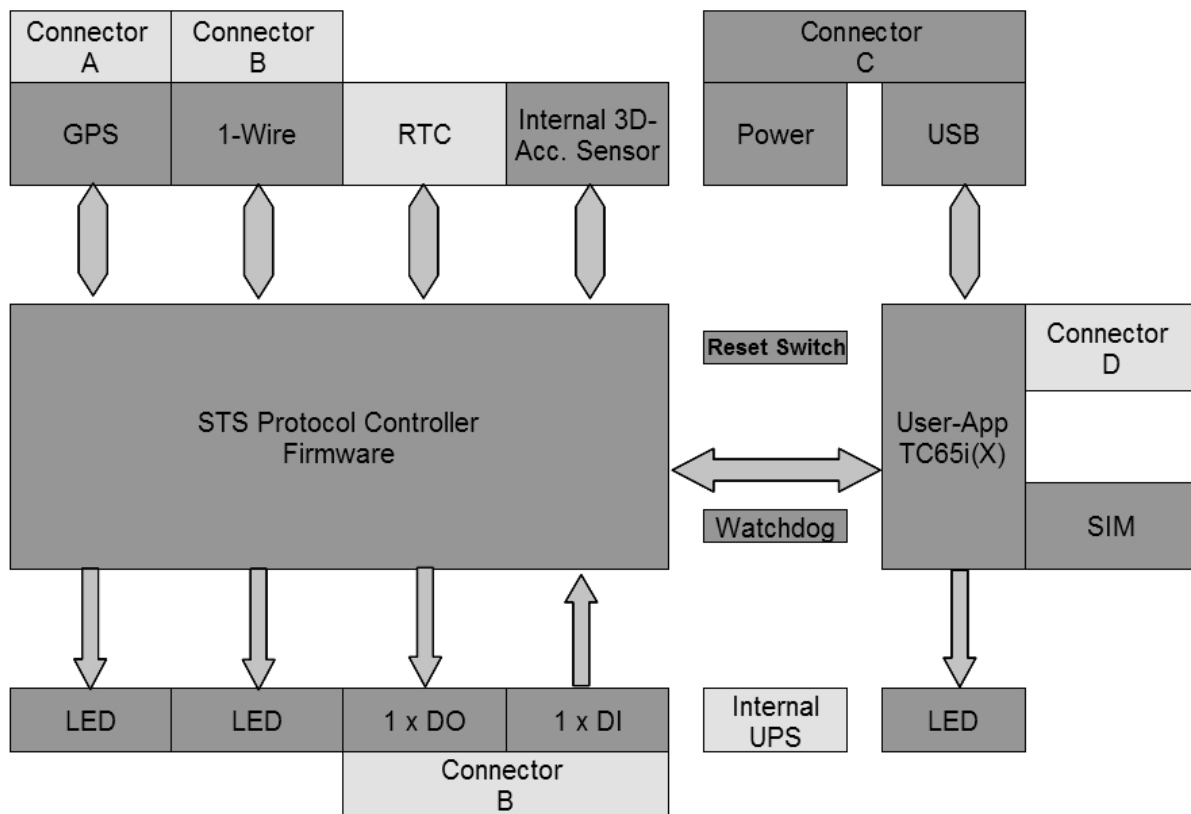 Connector
A
Connector
B
Connector
C
GPS
1-Wire
RTC
Internal 3D-
Acc. Sensor
Power
USB
Reset Switch
Connector
D
STS Protocol Controller
Firmware
User-App
TC65i(X)
Watchdog
SIM
LED
LED
1 x DO
1 x DI
Internal
UPS
LED
Connector
B